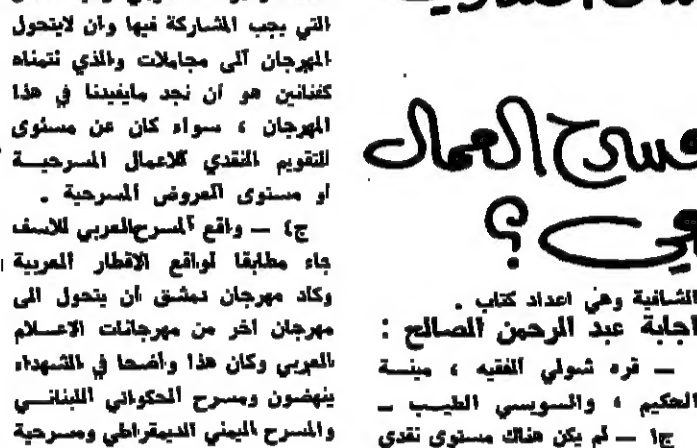 مسرح العمال
؟
الشافية وهي اعداد كتاب .
اجابة عبد الرحمن الصالح :
— قره شولي الفقيه ، مينة
الحكيم ، والسويسي الطيب —
ج١ — لم يكن هناك مستوى نقدي
التي يجب المشاركة فيها وان لايتحول
المهرجان الى مجاملات والذي نتمناه
كفنانين هو ان نجد مايفيدنا في هذا
المهرجان ، سواء كان عن مستوى
التقويم النقدي للاعمال المسرحية
او مستوى العروض المسرحية .
ج٤ — واقع المسرح العربي للاسف
جاء مطابقا لواقع الاقطار العربية
وكاد مهرجان دمشق ان يتحول الى
مهرجان اخر من مهرجانات الاعلام
العربي وكان هذا واضحا في الشهداء
ينهضون ومسرح الحكواتي اللبناني
والمسرح اليمني الديمقراطي ومسرحية